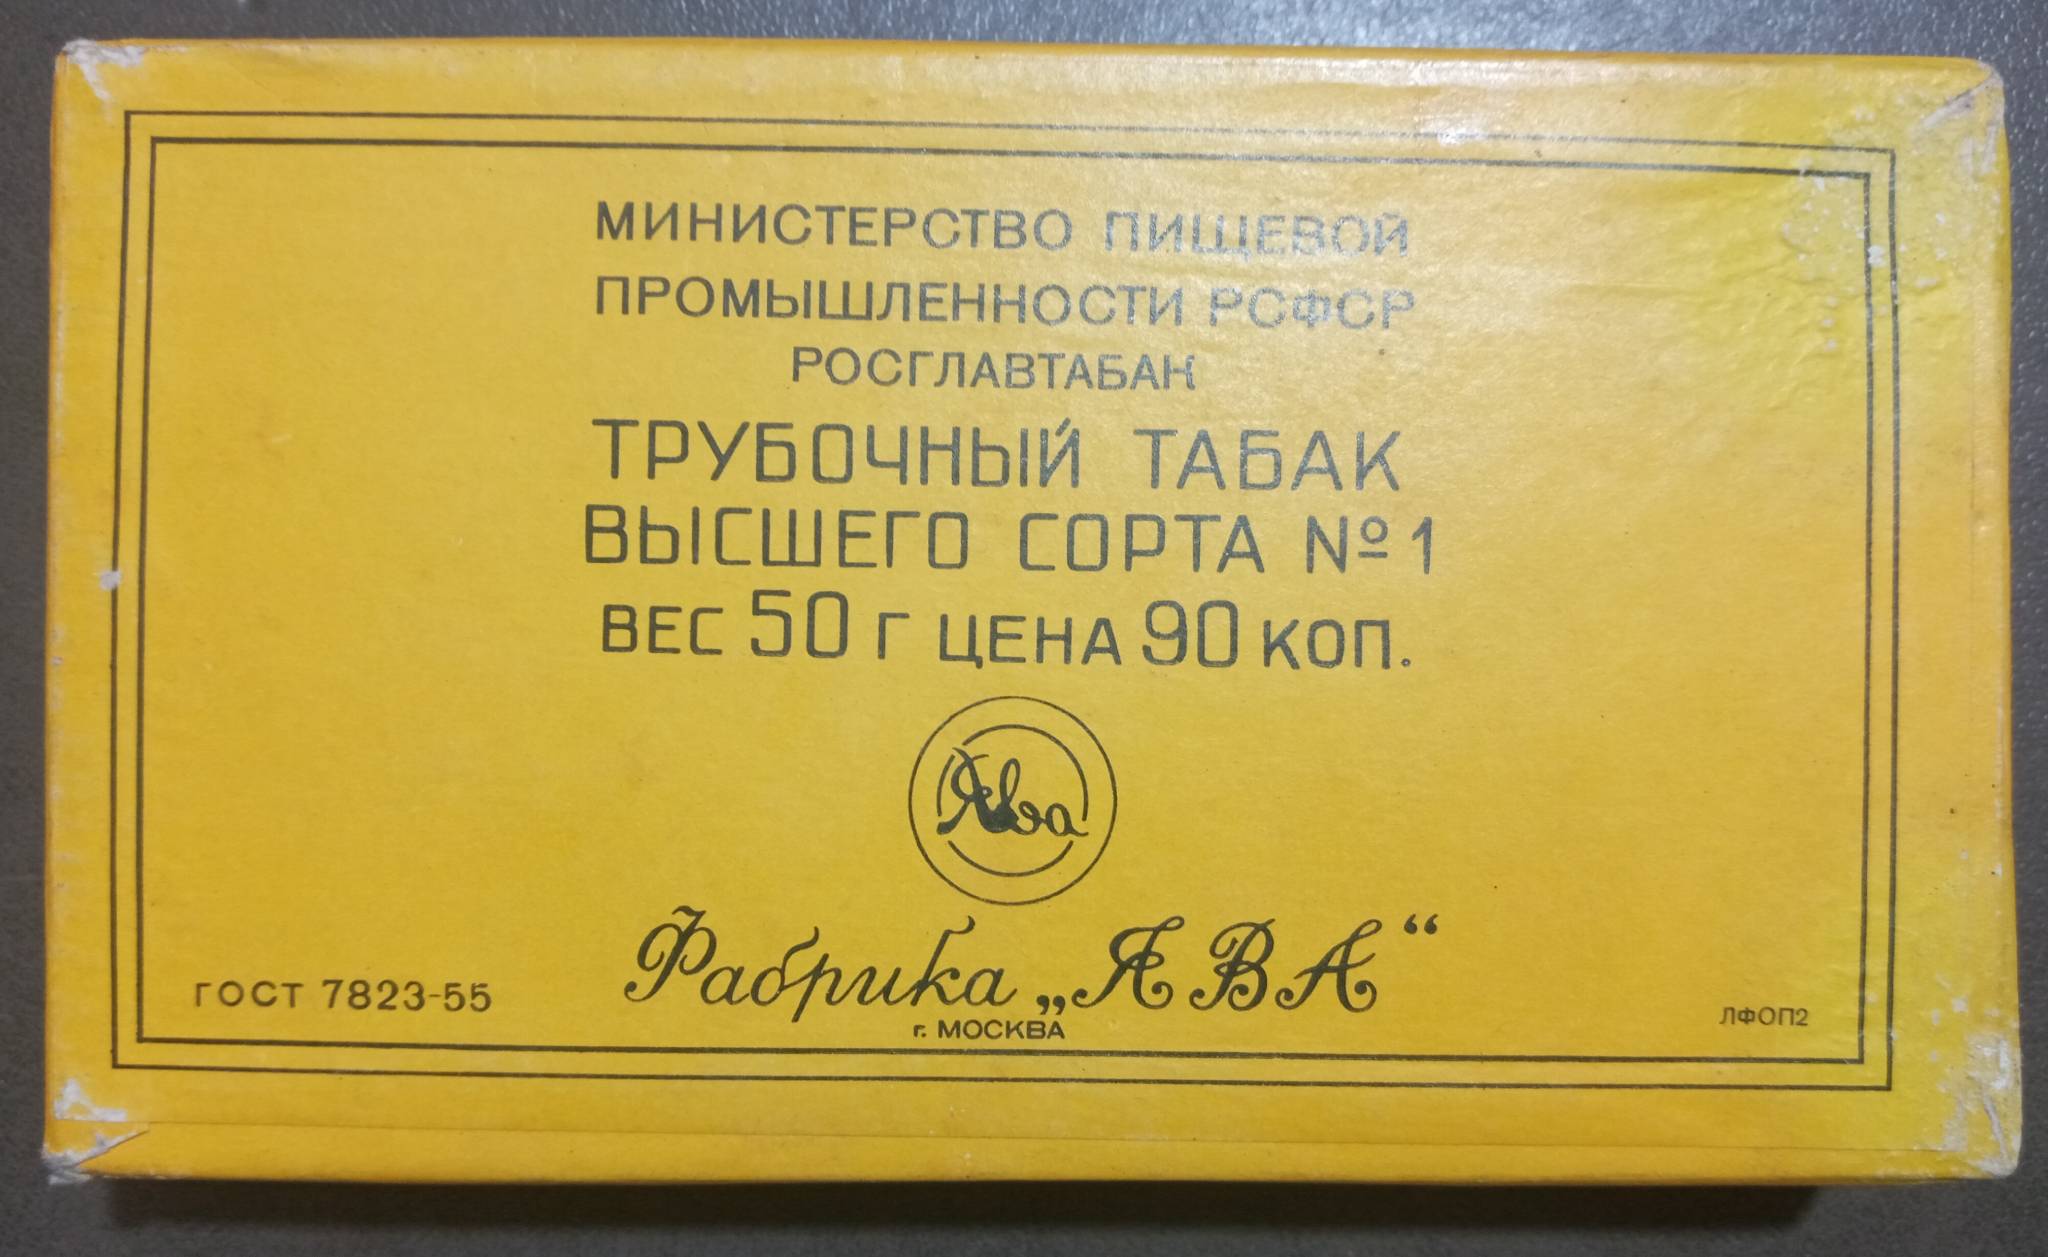 МИНИСТЕРСТВО ПИЩЕВОЙ
ПРОМЫШЛЕННОСТИ РСФСР
РОСГЛАВТАБАК
ТРУБОЧНЫЙ ТАБАК
ВЫСШЕГО СОРТА №1
ВЕС 50 Г ЦЕНА 90 КОП.
Ява
Фабрика „ЯВА“
г. МОСКВА
ГОСТ 7823-55
ЛФОП2